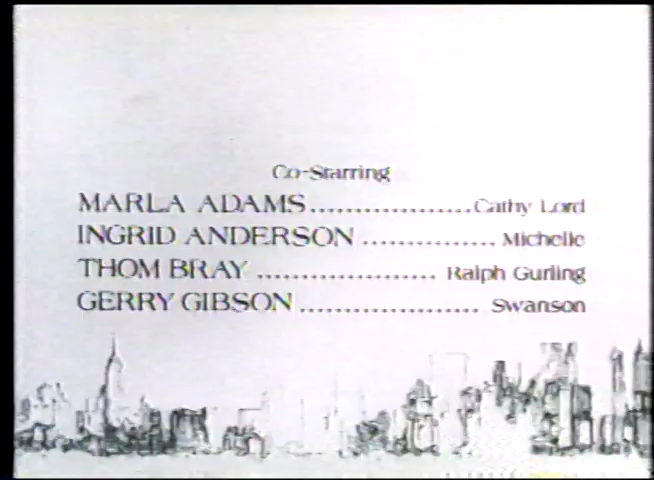 Co-Starring
MARLA ADAMS..................Cathy Lord
INGRID ANDERSON ............... Michelle
THOM BRAY .................... Ralph Gurling
GERRY GIBSON .................... Swanson